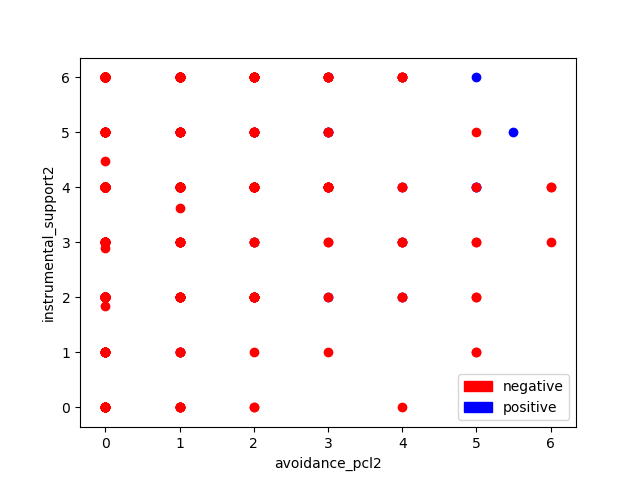 6
5
4
3
2
1
0
instrumental_support2
0 1 2 3 4 5 6
avoidance_pcl2
negative
positive